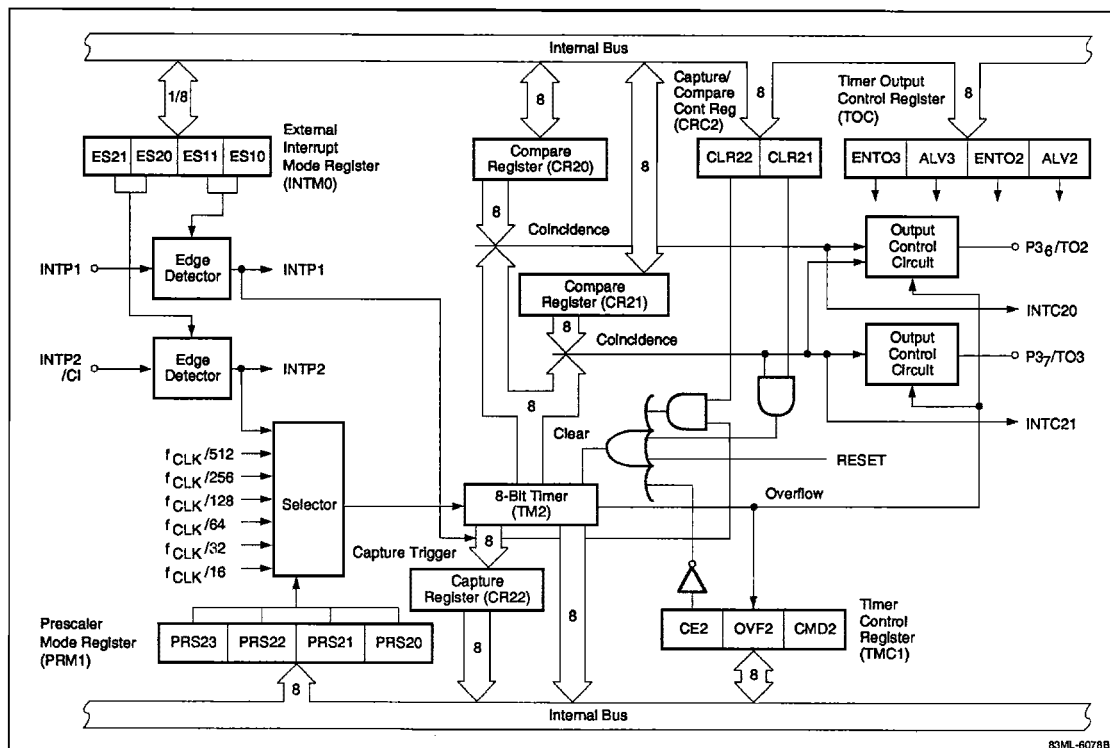 Internal Bus
1/8
8
8
Capture/
Compare
Cont Reg
(CRC2)
8
Timer Output
Control Register
(TOC)
8
ES21 ES20 ES11 ES10
External
Interrupt
Mode Register
(INTM0)
Compare
Register (CR20)
CLR22 CLR21
ENTO3 ALV3 ENTO2 ALV2
8
Coincidence
INTP1
Edge
Detector
INTP1
Output
Control
Circuit
P36/TO2
Compare
Register (CR21)
INTC20
8
Coincidence
INTP2
/CI
Edge
Detector
INTP2
Output
Control
Circuit
P37/TO3
8
INTC21
Clear
RESET
fCLK/512
fCLK/256
fCLK/128
fCLK/64
fCLK/32
fCLK/16
Selector
8-Bit Timer
(TM2)
Overflow
Capture Trigger
8
Capture
Register (CR22)
8
8
Prescaler
Mode Register
(PRM1)
PRS23 PRS22 PRS21 PRS20
CE2 OVF2 CMD2
Timer
Control
Register
(TMC1)
8
8
Internal Bus
83ML-6078B